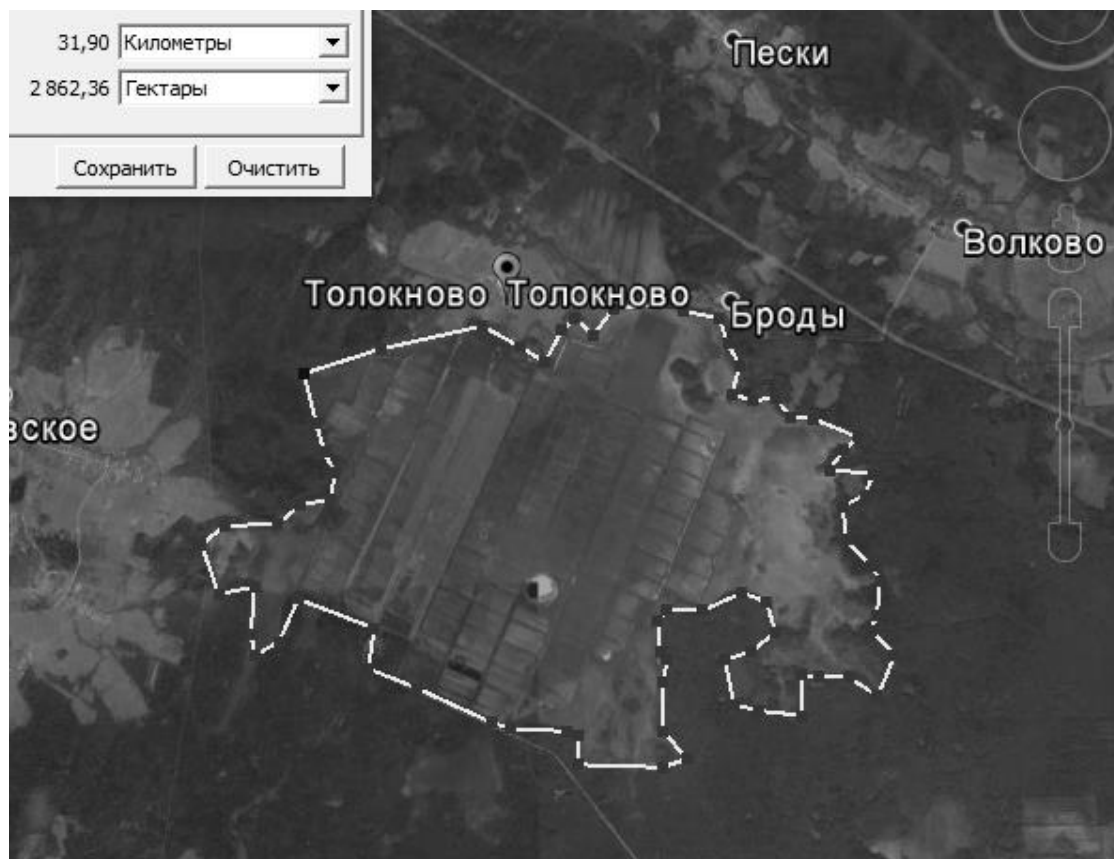 31,90 Километры
2 862,36 Гектары
Сохранить Очистить
Пески
Волково
Толокново Толокново
Броды
вское